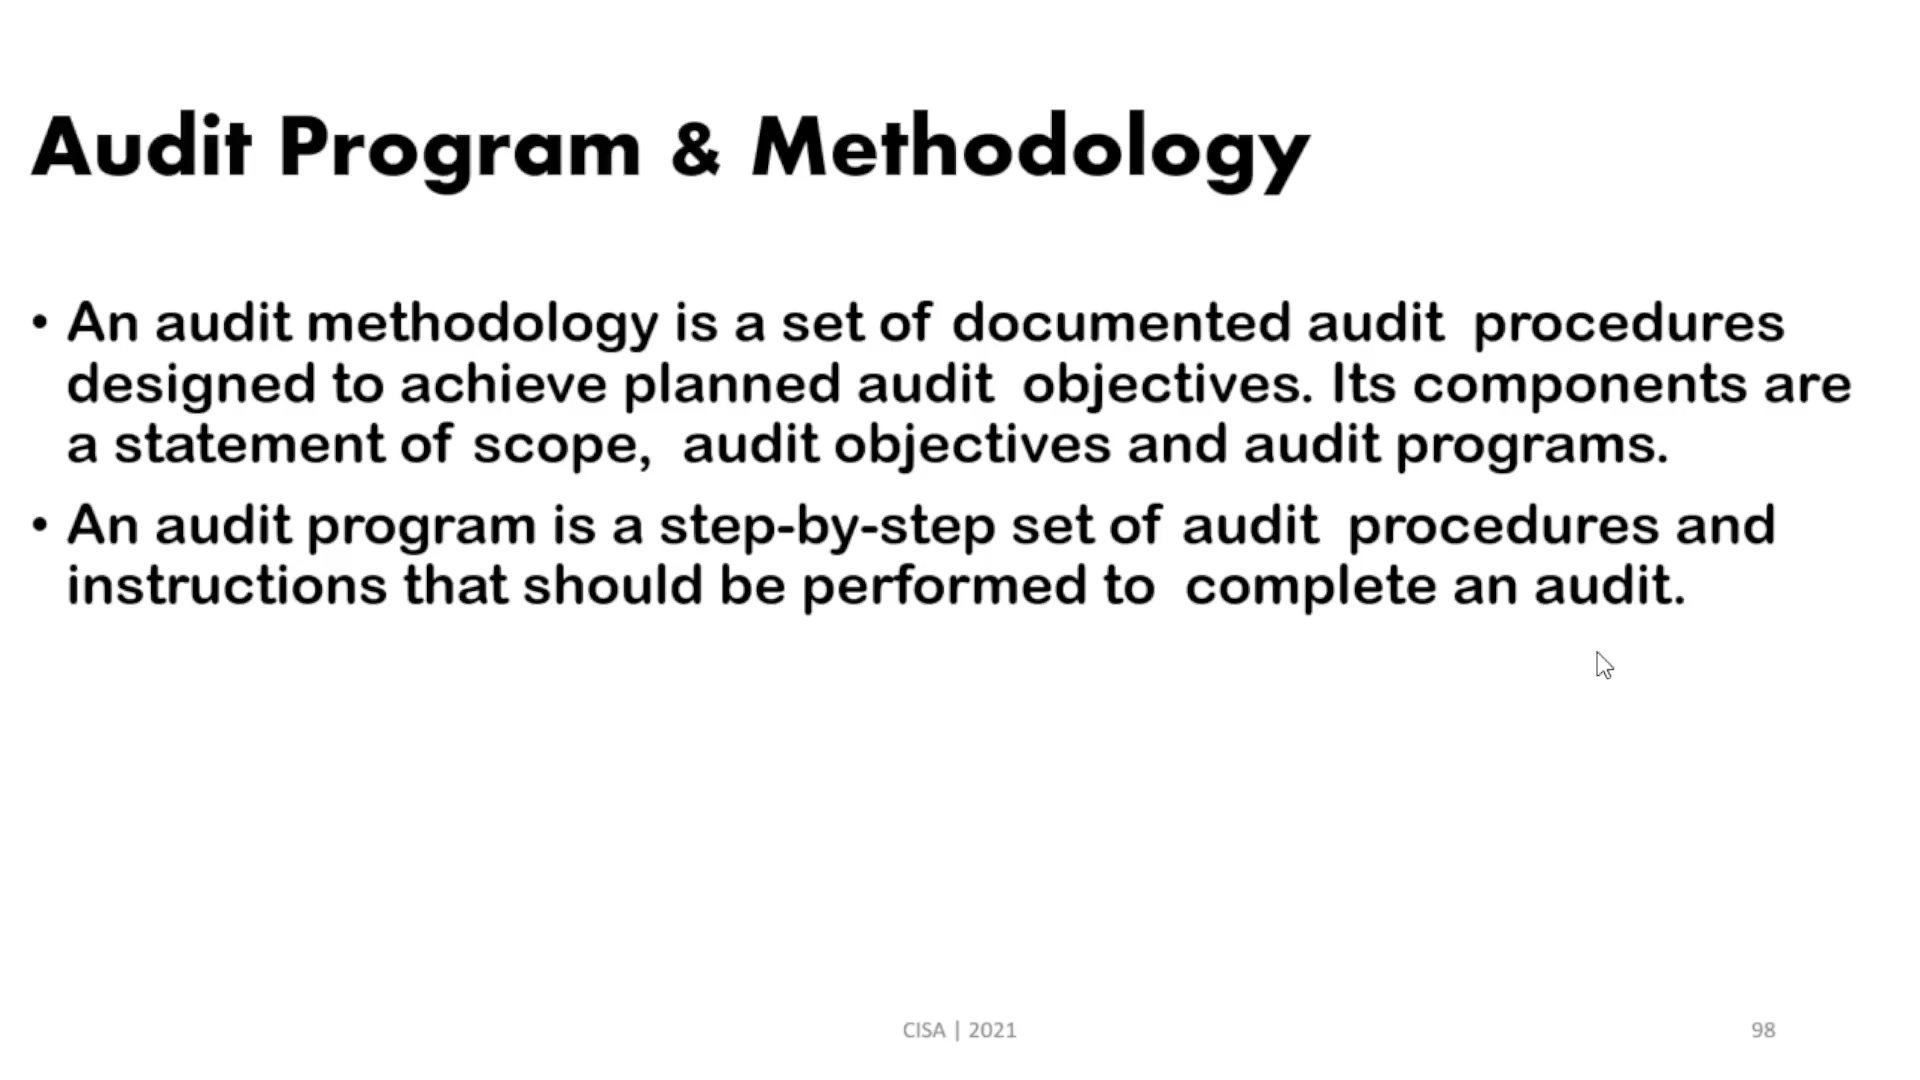 Audit Program & Methodology
• An audit methodology is a set of documented audit procedures
designed to achieve planned audit objectives. Its components are
a statement of scope, audit objectives and audit programs.
• An audit program is a step-by-step set of audit procedures and
instructions that should be performed to complete an audit.
CISA | 2021
98